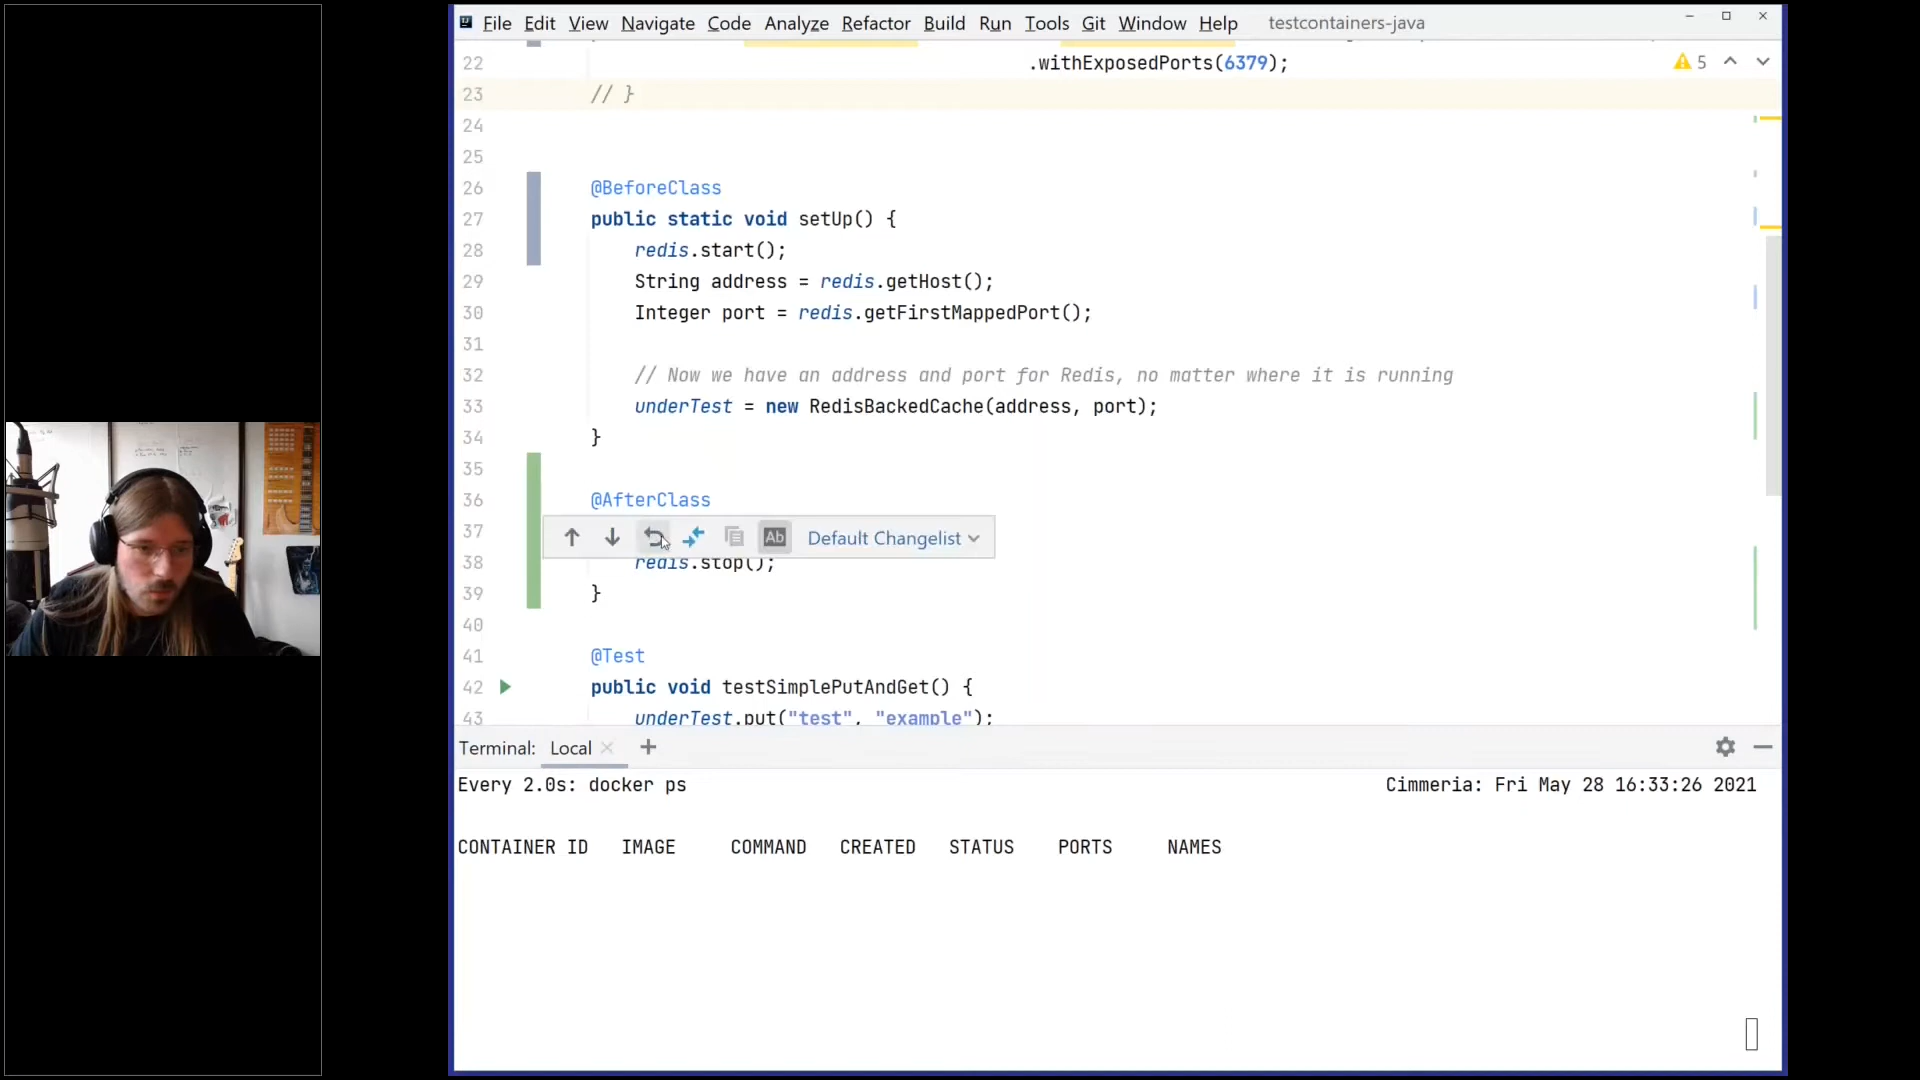 File Edit View Navigate Code Analyze Refactor Build Run Tools Git Window Help testcontainers-java
22 .withExposedPorts(6379); 5
23 // }
24
25
26 @BeforeClass
27 public static void setUp() {
28 redis.start();
29 String address = redis.getHost();
30 Integer port = redis.getFirstMappedPort();
31
32 // Now we have an address and port for Redis, no matter where it is running
33 underTest = new RedisBackedCache(address, port);
34 }
35
36 @AfterClass
37 Ab Default Changelist
38 redis.stop();
39 }
40
41 @Test
42 public void testSimplePutAndGet() {
43 underTest.put("test", "example");
Terminal: Local
Every 2.0s: docker ps Cimmeria: Fri May 28 16:33:26 2021
CONTAINER ID IMAGE COMMAND CREATED STATUS PORTS NAMES